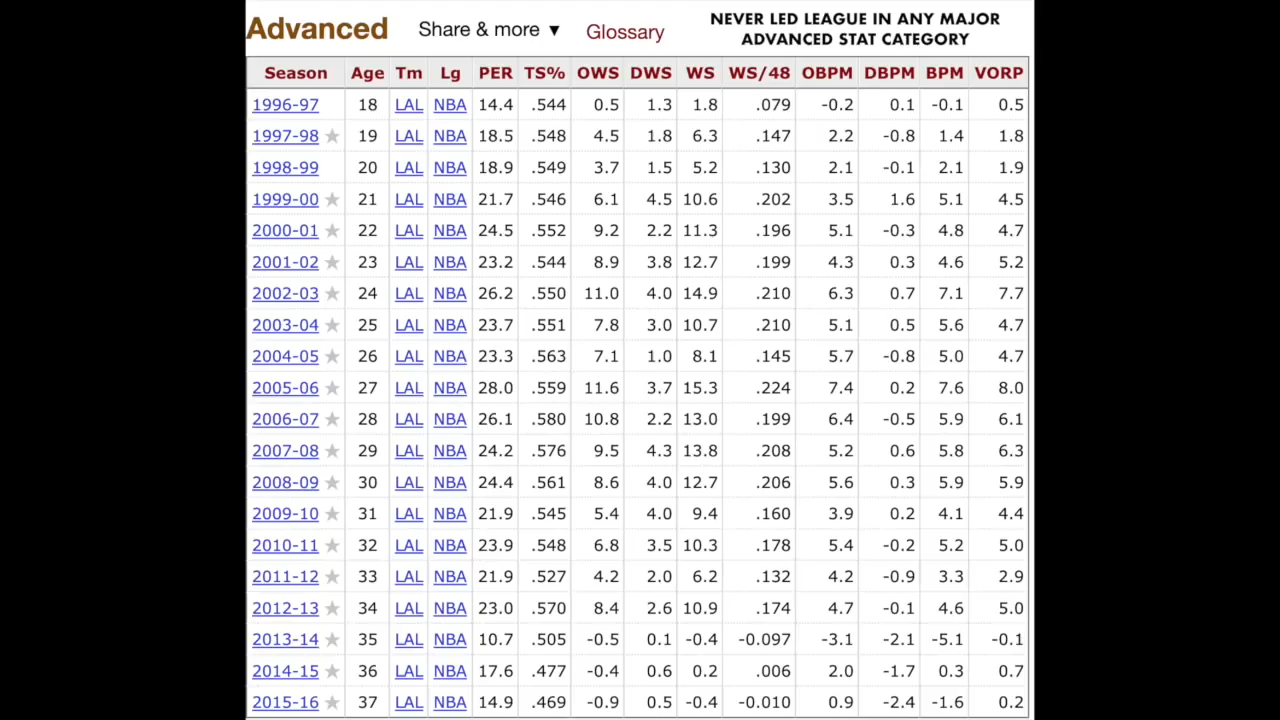 Advanced Share & more ▼ Glossary NEVER LED LEAGUE IN ANY MAJOR
ADVANCED STAT CATEGORY
Season Age Tm Lg PER TS% OWS DWS WS WS/48 OBPM DBPM BPM VORP
1996-97 18 LAL NBA 14.4 .544 0.5 1.3 1.8 .079 -0.2 0.1 -0.1 0.5
1997-98 ★ 19 LAL NBA 18.5 .548 4.5 1.8 6.3 .147 2.2 -0.8 1.4 1.8
1998-99 20 LAL NBA 18.9 .549 3.7 1.5 5.2 .130 2.1 -0.1 2.1 1.9
1999-00 ★ 21 LAL NBA 21.7 .546 6.1 4.5 10.6 .202 3.5 1.6 5.1 4.5
2000-01 ★ 22 LAL NBA 24.5 .552 9.2 2.2 11.3 .196 5.1 -0.3 4.8 4.7
2001-02 ★ 23 LAL NBA 23.2 .544 8.9 3.8 12.7 .199 4.3 0.3 4.6 5.2
2002-03 ★ 24 LAL NBA 26.2 .550 11.0 4.0 14.9 .210 6.3 0.7 7.1 7.7
2003-04 ★ 25 LAL NBA 23.7 .551 7.8 3.0 10.7 .210 5.1 0.5 5.6 4.7
2004-05 ★ 26 LAL NBA 23.3 .563 7.1 1.0 8.1 .145 5.7 -0.8 5.0 4.7
2005-06 ★ 27 LAL NBA 28.0 .559 11.6 3.7 15.3 .224 7.4 0.2 7.6 8.0
2006-07 ★ 28 LAL NBA 26.1 .580 10.8 2.2 13.0 .199 6.4 -0.5 5.9 6.1
2007-08 ★ 29 LAL NBA 24.2 .576 9.5 4.3 13.8 .208 5.2 0.6 5.8 6.3
2008-09 ★ 30 LAL NBA 24.4 .561 8.6 4.0 12.7 .206 5.6 0.3 5.9 5.9
2009-10 ★ 31 LAL NBA 21.9 .545 5.4 4.0 9.4 .160 3.9 0.2 4.1 4.4
2010-11 ★ 32 LAL NBA 23.9 .548 6.8 3.5 10.3 .178 5.4 -0.2 5.2 5.0
2011-12 ★ 33 LAL NBA 21.9 .527 4.2 2.0 6.2 .132 4.2 -0.9 3.3 2.9
2012-13 ★ 34 LAL NBA 23.0 .570 8.4 2.6 10.9 .174 4.7 -0.1 4.6 5.0
2013-14 ★ 35 LAL NBA 10.7 .505 -0.5 0.1 -0.4 -0.097 -3.1 -2.1 -5.1 -0.1
2014-15 ★ 36 LAL NBA 17.6 .477 -0.4 0.6 0.2 .006 2.0 -1.7 0.3 0.7
2015-16 ★ 37 LAL NBA 14.9 .469 -0.9 0.5 -0.4 -0.010 0.9 -2.4 -1.6 0.2